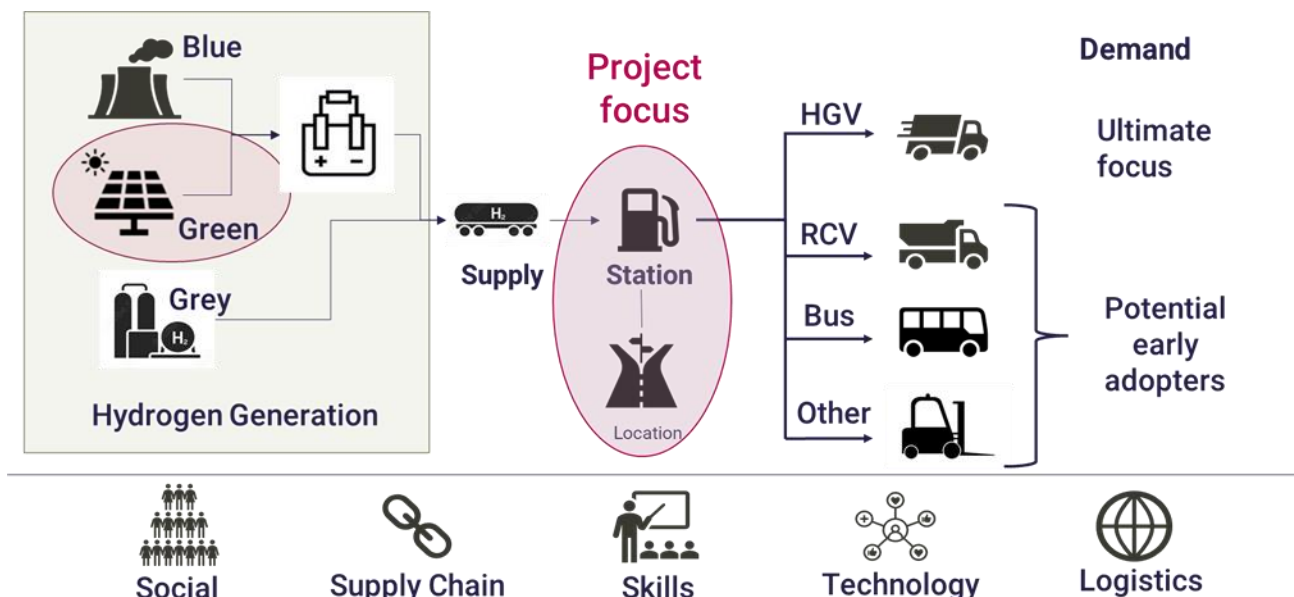 Blue
Green
Grey
H₂
Hydrogen Generation
+ −
H₂
Supply
Project
focus
Station
Location
Demand
HGV
Ultimate
focus
RCV
Bus
Other
Potential
early
adopters
Social
Supply Chain
Skills
Technology
Logistics